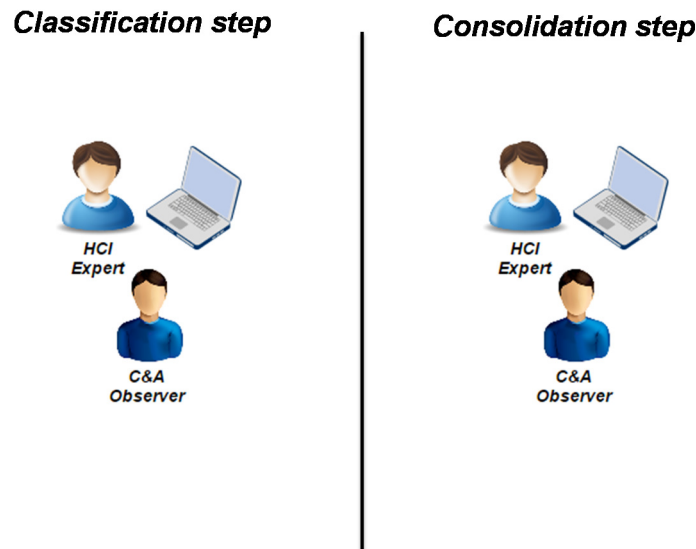 Classification step
Consolidation step
HCI
Expert
C&A
Observer
HCI
Expert
C&A
Observer